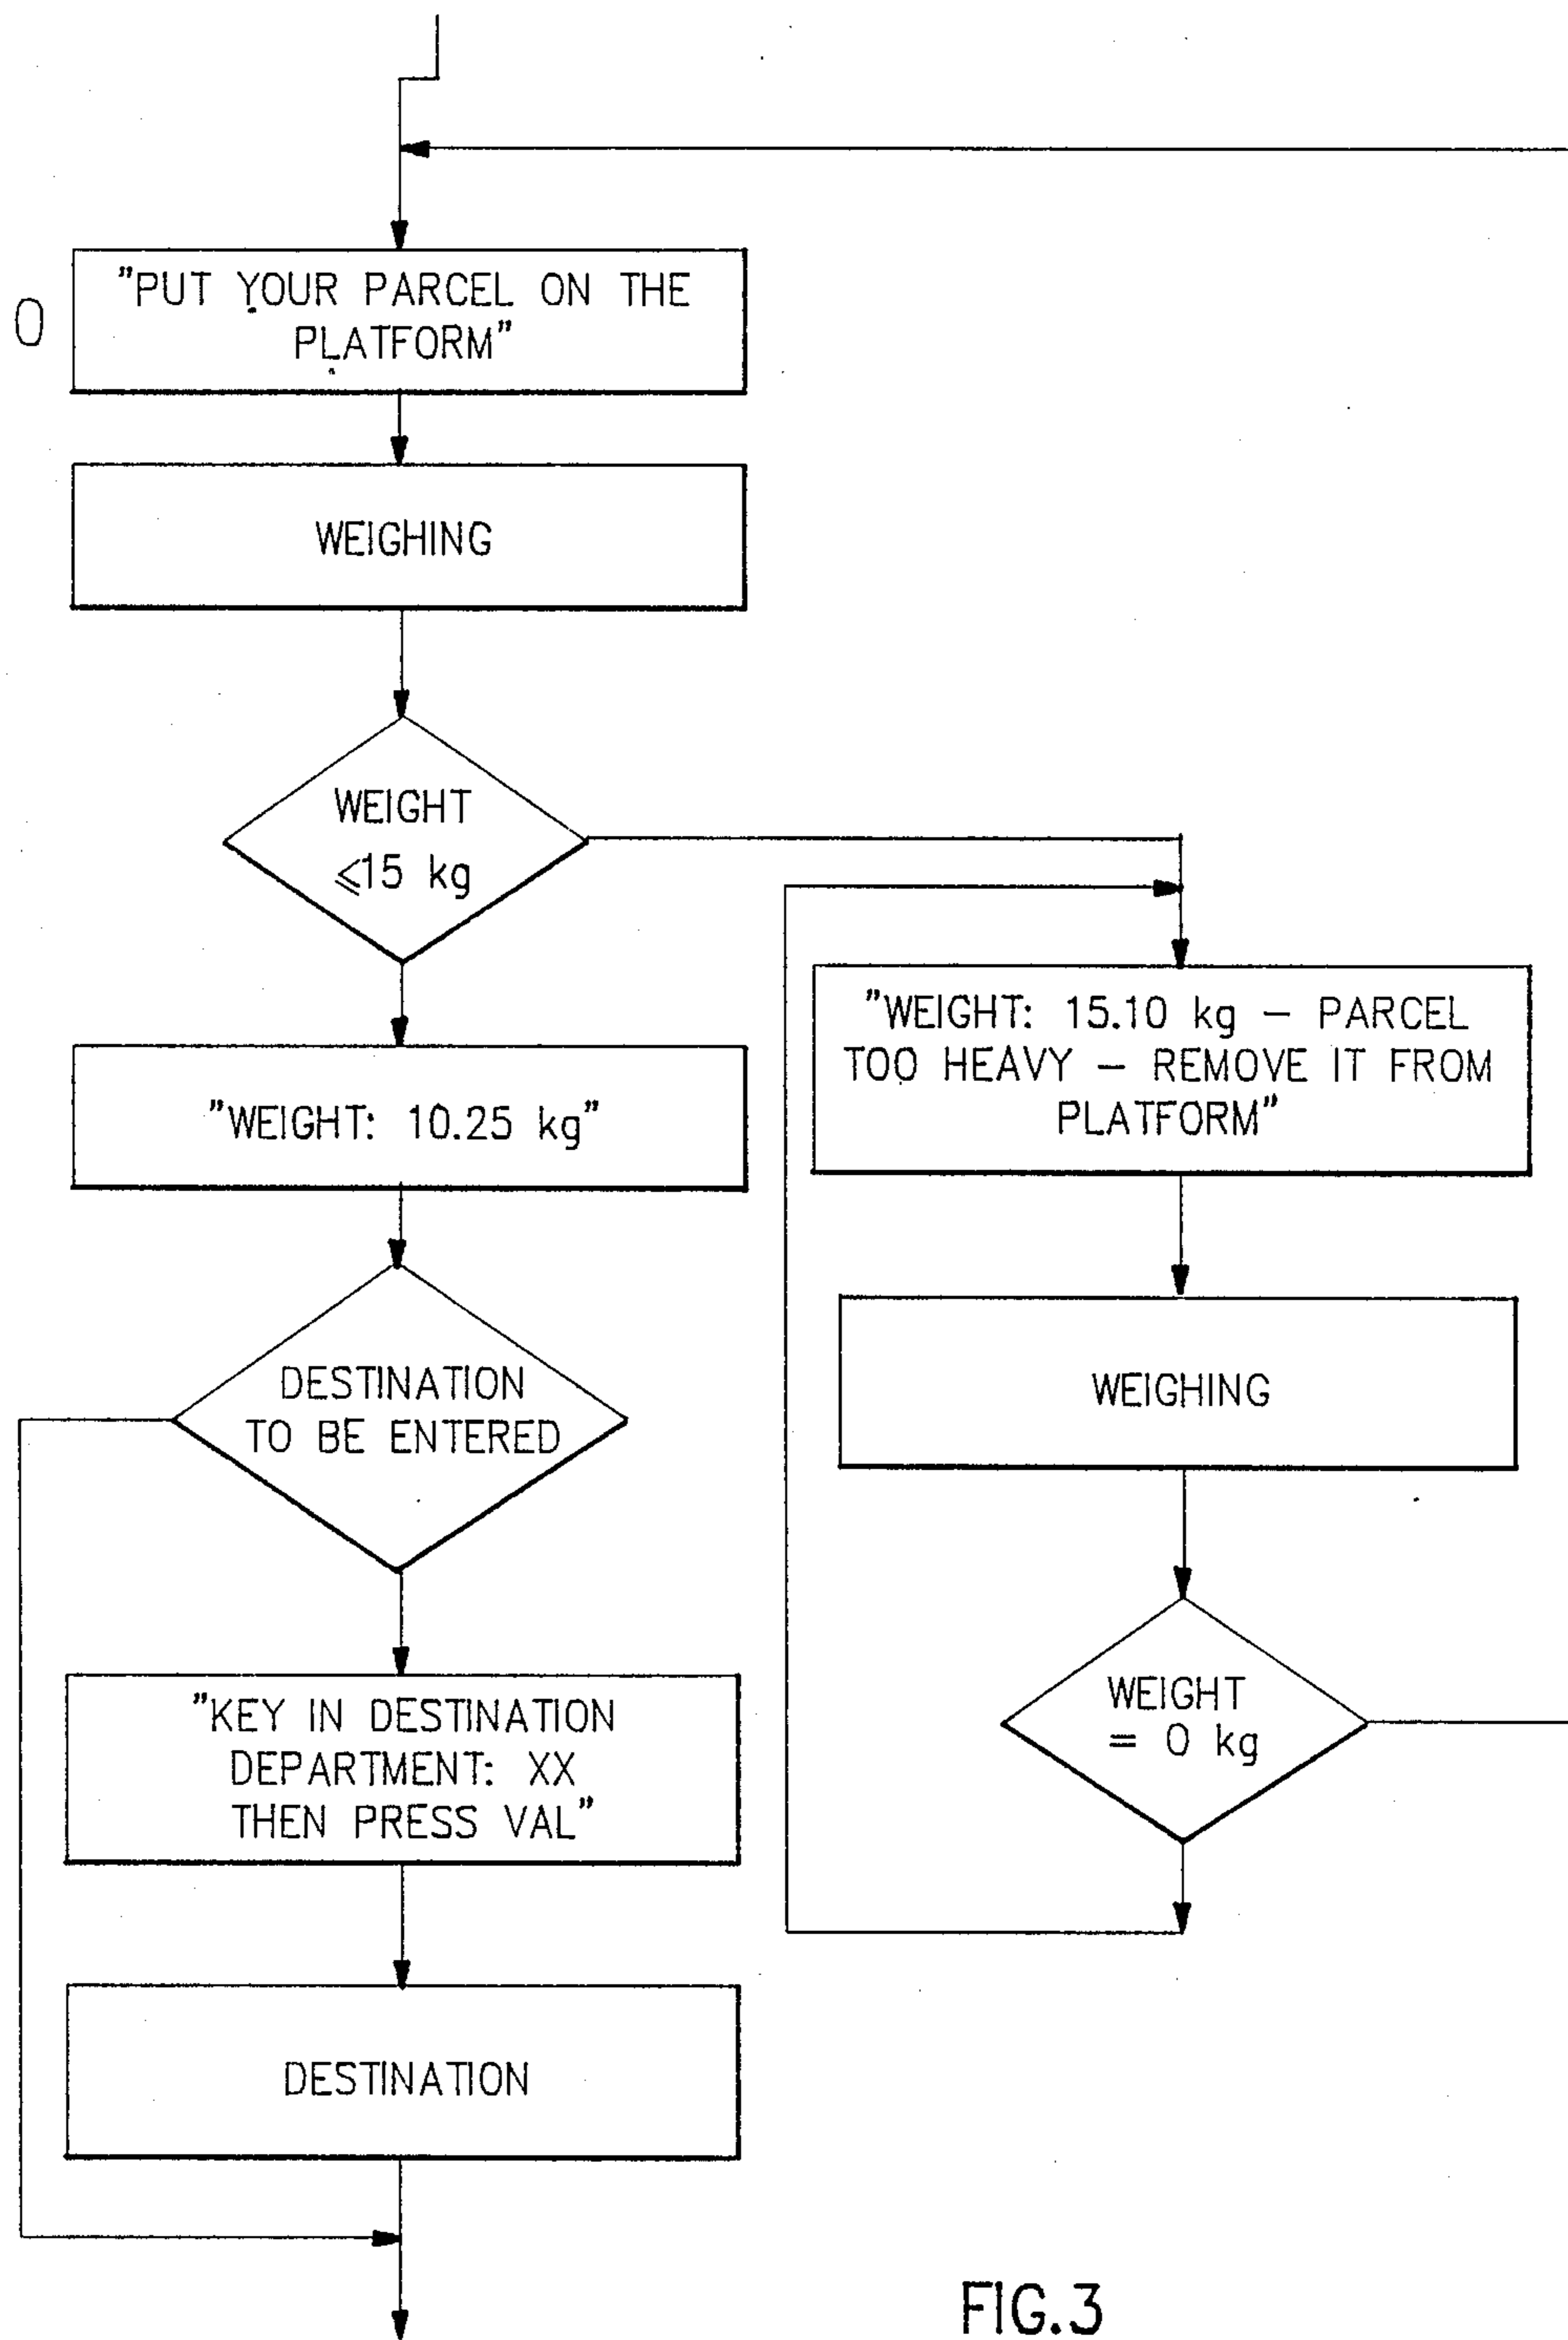 "PUT YOUR PARCEL ON THE
PLATFORM"
O
WEIGHING
WEIGHT
⩽15 kg
"WEIGHT: 10.25 kg"
DESTINATION
TO BE ENTERED
"KEY IN DESTINATION
DEPARTMENT: XX
THEN PRESS VAL"
DESTINATION
"WEIGHT: 15.10 kg – PARCEL
TOO HEAVY – REMOVE IT FROM
PLATFORM"
WEIGHING
WEIGHT
= 0 kg
FIG.3